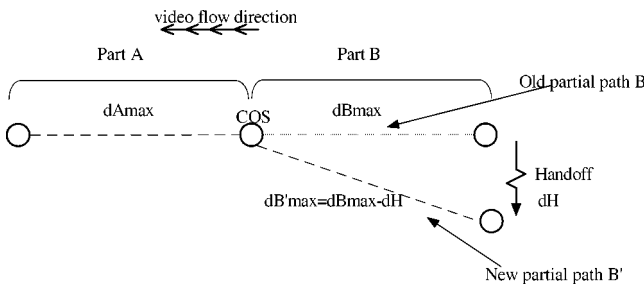 video flow direction
Part A
Part B
Old partial path B
dAmax
COS
dBmax
Handoff
dH
dB'max=dBmax-dH
New partial path B'